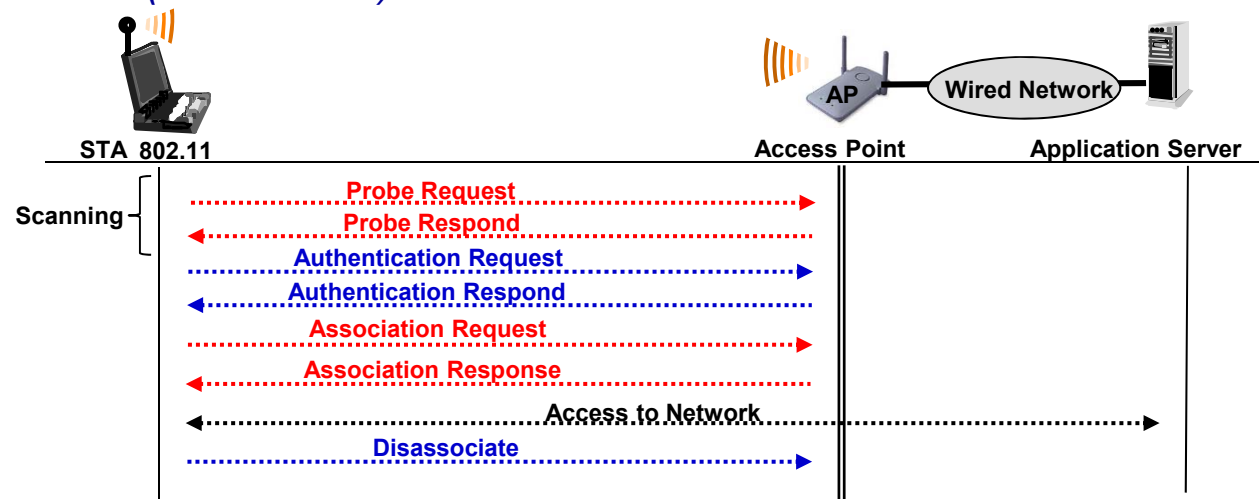 AP
Wired Network
STA 802.11
Access Point
Application Server
Scanning
Probe Request
Probe Respond
Authentication Request
Authentication Respond
Association Request
Association Response
Access to Network
Disassociate